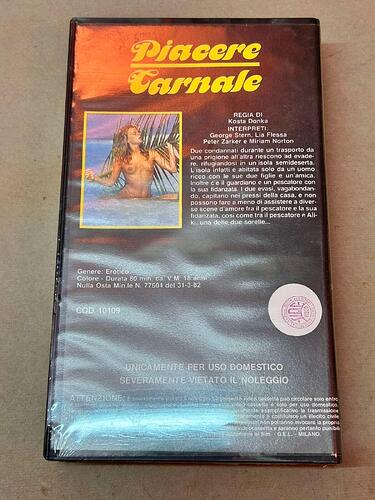 Piacere
Carnale
REGIA DI
Kosta Donka
INTERPRETI:
George Stern, Lia Flessa
Peter Zarker e Miriam Norton
Due condannati durante un trasporto da
una prigione all'altra riescono ad evade-
re, rifugiandosi in un isola semideserta.
L'isola infatti e abitata solo da un uomo
ricco con le sue due figlie e un'amica.
Inoltre c'è il guardiano e un pescatore con
la sua fidanzata. I due evasi, vagabondan-
do, capitano nei pressi della casa, e non
possono fare a meno di assistere a diver-
se scene d'amore fra il pescatore e la sua
fidanzata, così come tra il pescatore e Ali-
ki, una delle due sorelle...
Genere: Erotico
Colore - Durata 80 min. ca. V.M. 18 anni
Nulla Osta Min.le N. 77504 del 31-3-82
COD. 10109
UNICAMENTE PER USO DOMESTICO
SEVERAMENTE VIETATO IL NOLEGGIO
ATTENZIONE:
videocassetta e saranno pertanto punibili
- G.E.L. - MILANO.